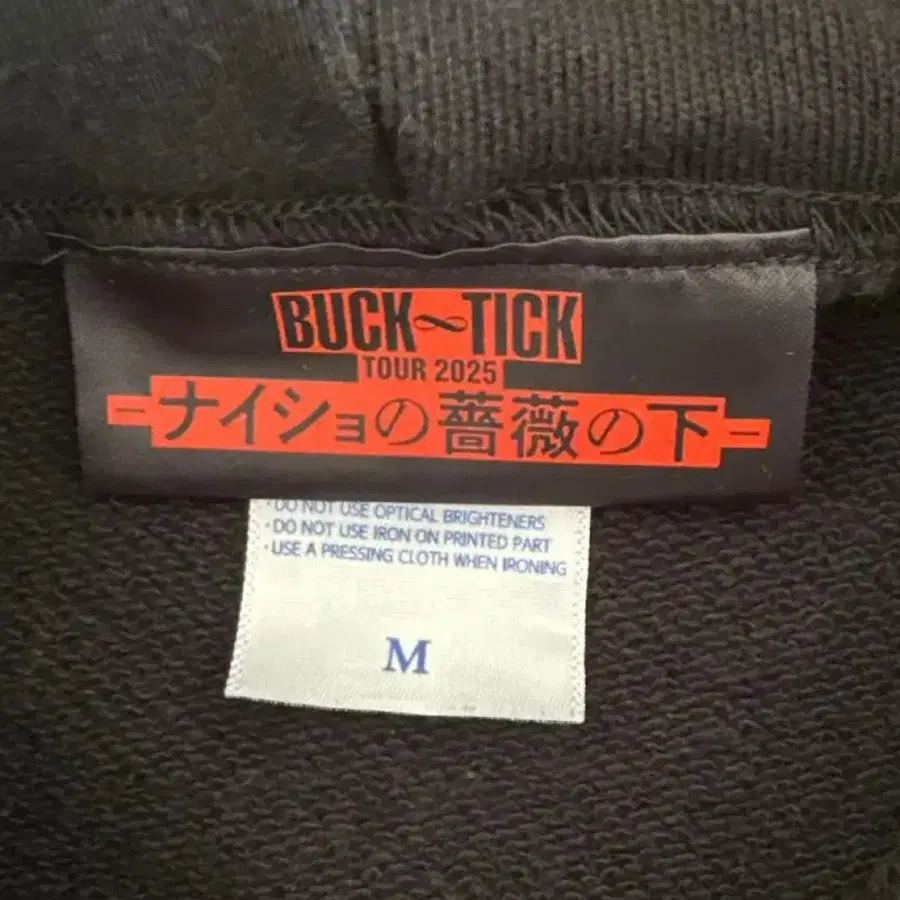 BUCK∞TICK
TOUR 2025
-ナイショの薔薇の下-
・DO NOT USE OPTICAL BRIGHTENERS
・DO NOT USE IRON ON PRINTED PART
・USE A PRESSING CLOTH WHEN IRONING
M